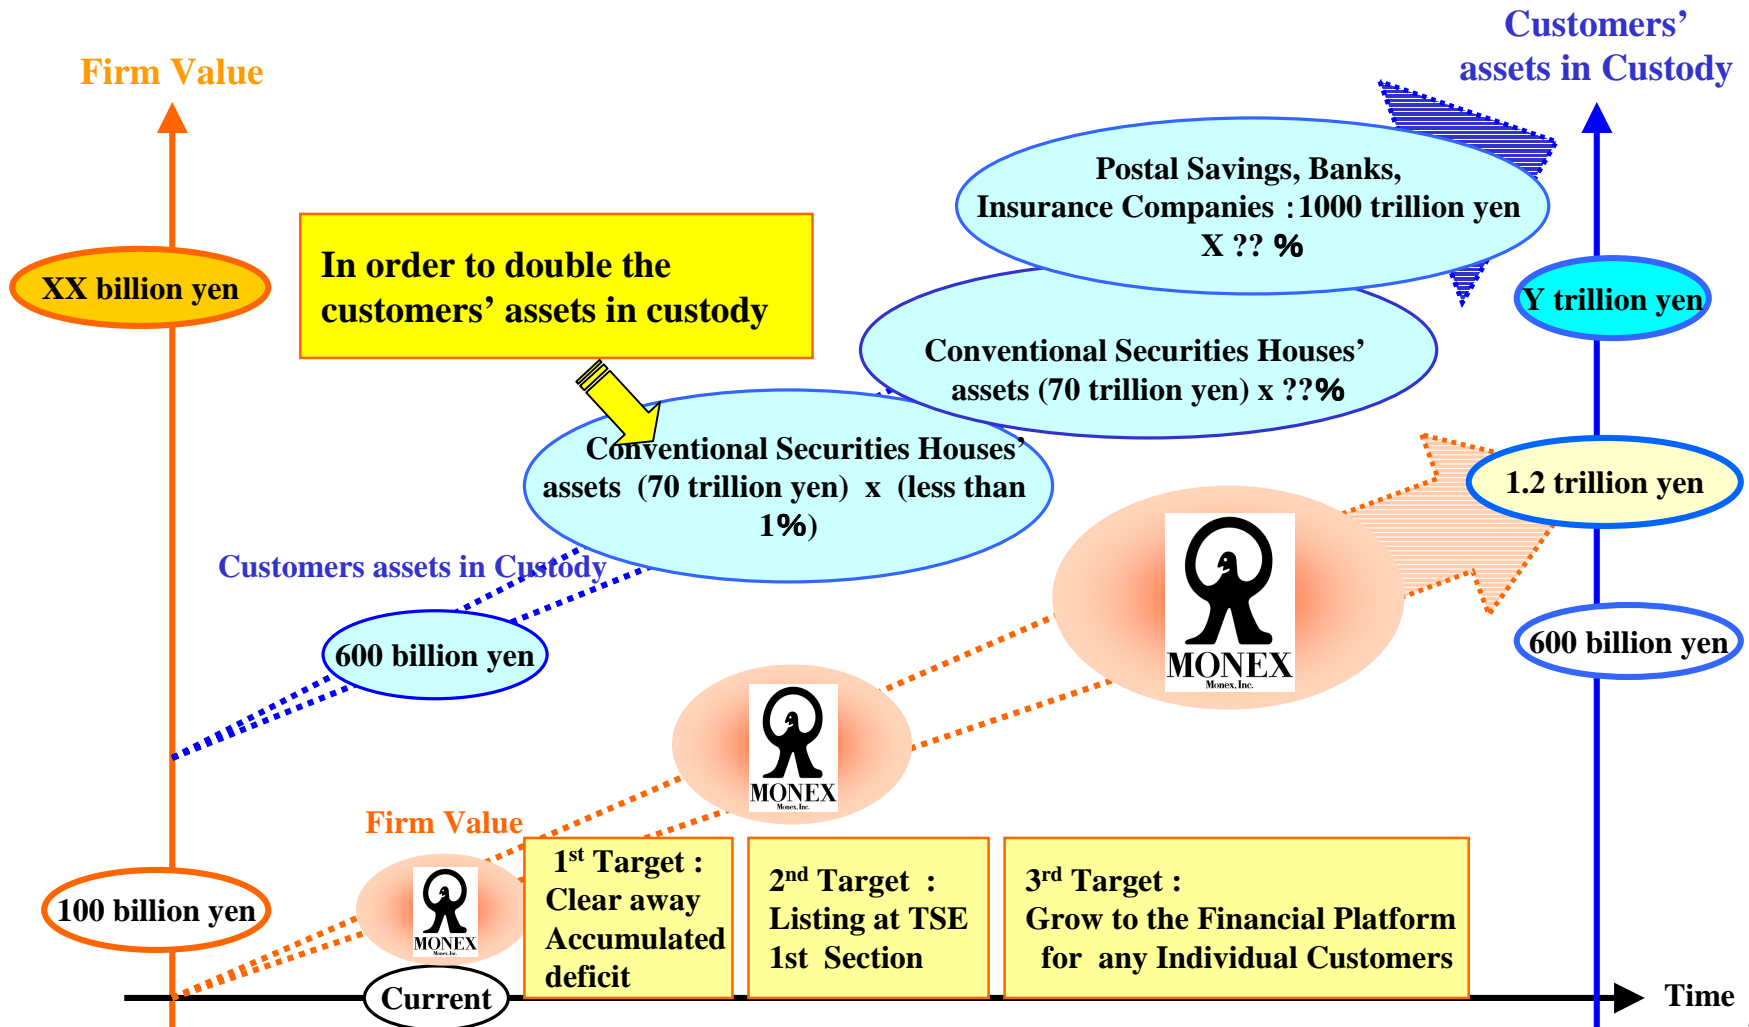 Customers’
assets in Custody
Firm Value
Postal Savings, Banks,
Insurance Companies :1000 trillion yen
X ?? %
In order to double the
customers’ assets in custody
XX billion yen
Y trillion yen
Conventional Securities Houses’
assets (70 trillion yen) x ??%
Conventional Securities Houses’
assets (70 trillion yen) x (less than
1%)
1.2 trillion yen
Customers assets in Custody
600 billion yen
600 billion yen
MONEX
Monex, Inc.
MONEX
Monex, Inc.
Firm Value
MONEX
100 billion yen
1st Target :
Clear away
Accumulated
deficit
2nd Target :
Listing at TSE
1st Section
3rd Target :
Grow to the Financial Platform
for any Individual Customers
Current
Time